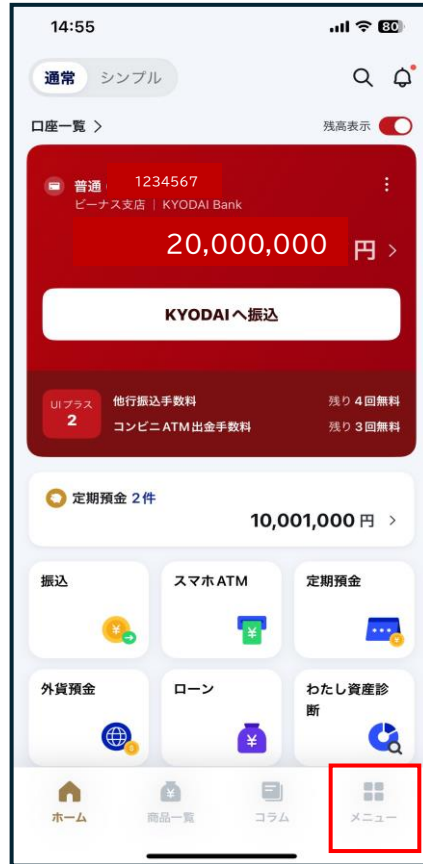 14:55
80
通常 シンプル
口座一覧 >
残高表示
普通 1234567
ビーナス支店 | KYODAI Bank
20,000,000 円 >
KYODAIへ振込
UIプラス
2
他行振込手数料 残り4回無料
コンビニATM出金手数料 残り3回無料
定期預金 2件
10,001,000 円 >
振込 スマホATM 定期預金
外貨預金 ローン わたし資産診
断
ホーム 商品一覧 コラム メニュー